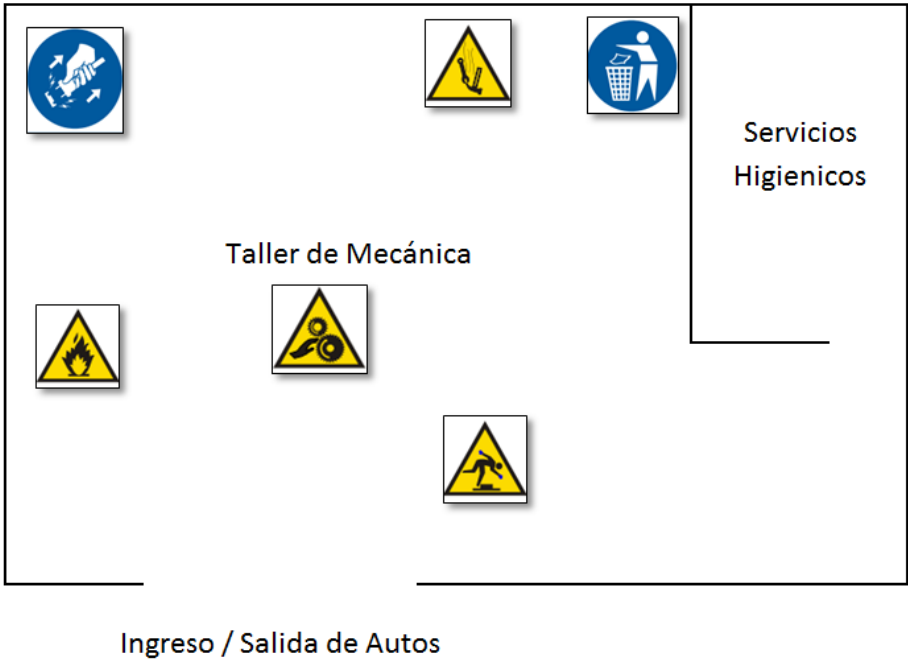 Servicios
Higienicos
Taller de Mecánica
Ingreso / Salida de Autos